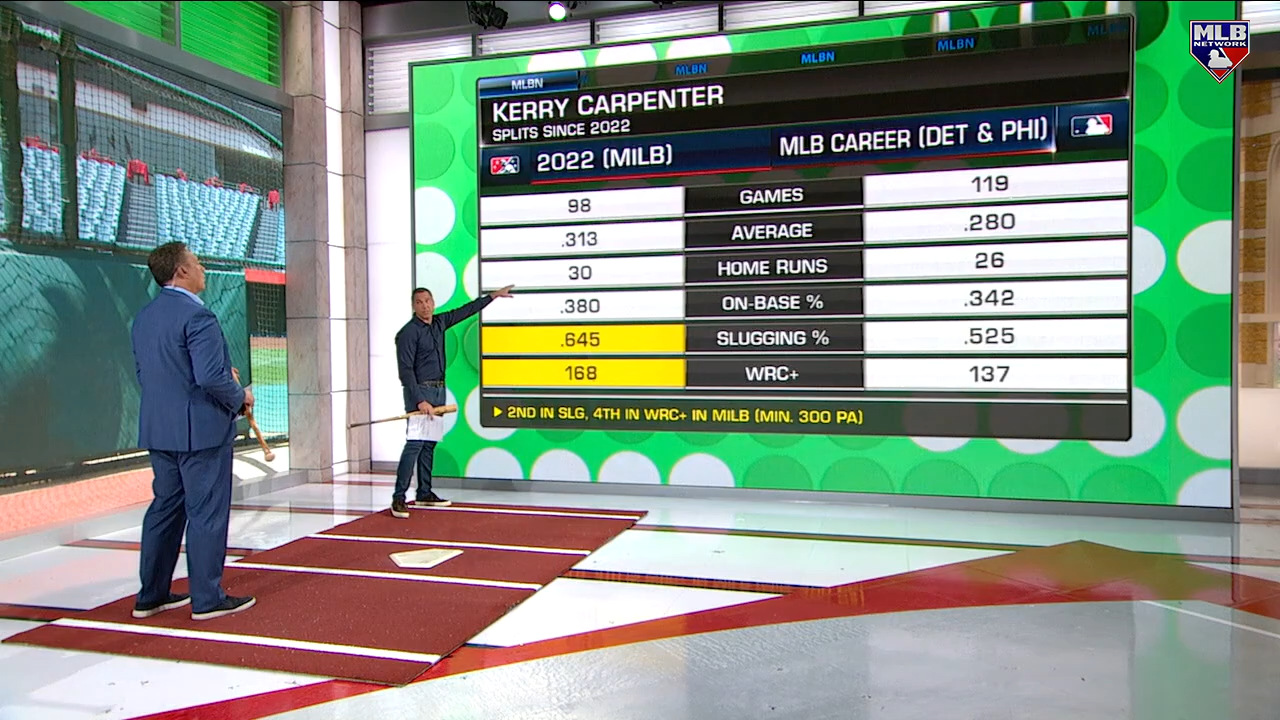 MLB
NETWORK
MLBN
MLBN
MLBN
MLBN
MLBN
KERRY CARPENTER
SPLITS SINCE 2022
2022 (MILB)
MLB CAREER (DET & PHI)
98 GAMES 119
.313 AVERAGE .280
30 HOME RUNS 26
.380 ON-BASE % .342
.645 SLUGGING % .525
168 WRC+ 137
2ND IN SLG, 4TH IN WRC+ IN MILB (MIN. 300 PA)